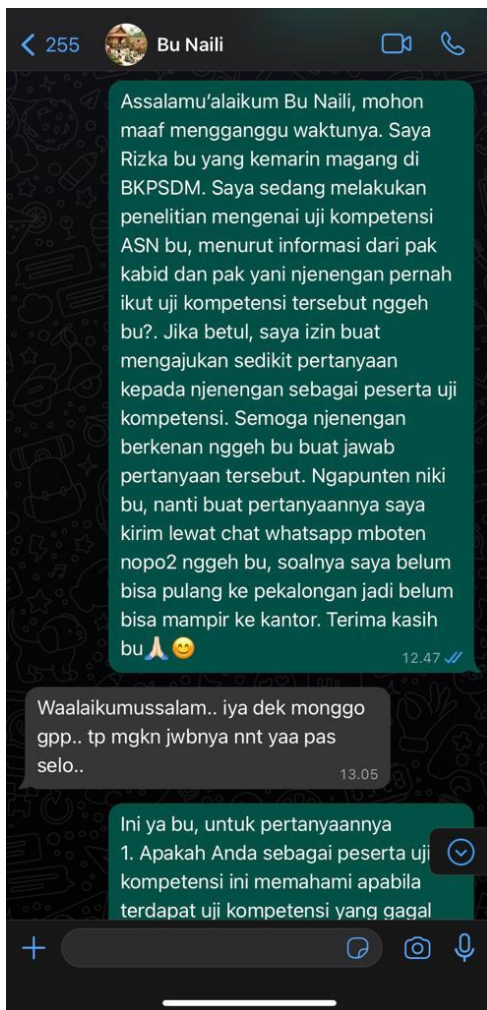 255
Bu Naili
Assalamu’alaikum Bu Naili, mohon
maaf mengganggu waktunya. Saya
Rizka bu yang kemarin magang di
BKPSDM. Saya sedang melakukan
penelitian mengenai uji kompetensi
ASN bu, menurut informasi dari pak
kabid dan pak yani njenengan pernah
ikut uji kompetensi tersebut nggeh
bu?. Jika betul, saya izin buat
mengajukan sedikit pertanyaan
kepada njenengan sebagai peserta uji
kompetensi. Semoga njenengan
berkenan nggeh bu buat jawab
pertanyaan tersebut. Ngapunten niki
bu, nanti buat pertanyaannya saya
kirim lewat chat whatsapp mboten
nopo2 nggeh bu, soalnya saya belum
bisa pulang ke pekalongan jadi belum
bisa mampir ke kantor. Terima kasih
bu🙏🏻😊
12.47
Waalaikumussalam.. iya dek monggo
gpp.. tp mgkn jwbnya nnt yaa pas
selo..
13.05
Ini ya bu, untuk pertanyaannya
1. Apakah Anda sebagai peserta uji
kompetensi ini memahami apabila
terdapat uji kompetensi yang gagal